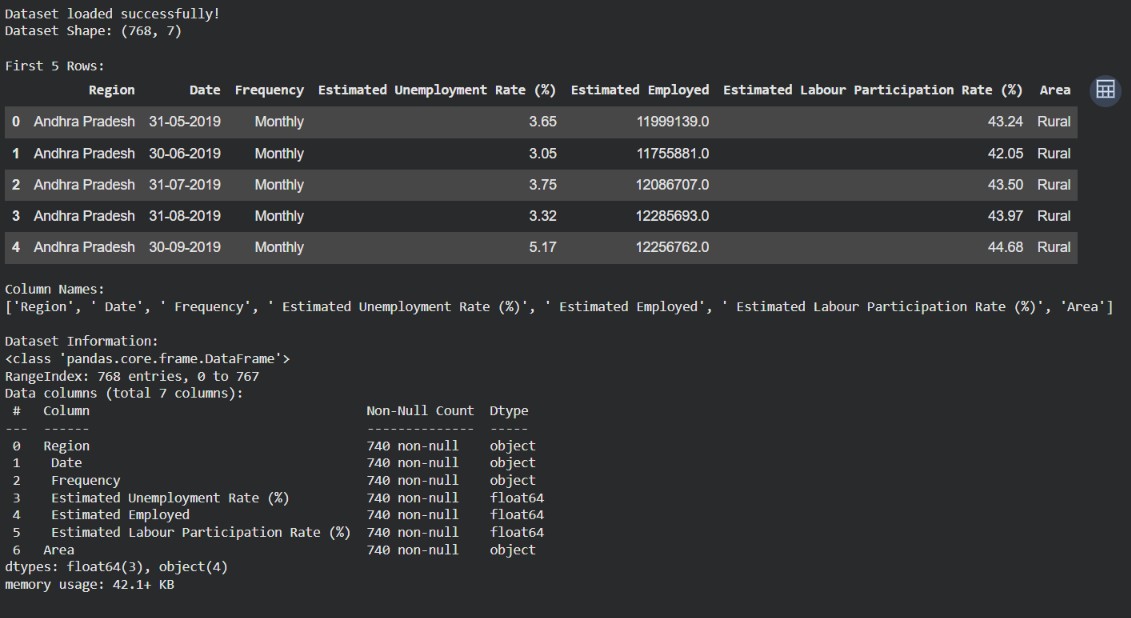 Dataset loaded successfully!
Dataset Shape: (768, 7)
First 5 Rows:
Region Date Frequency Estimated Unemployment Rate (%) Estimated Employed Estimated Labour Participation Rate (%) Area
0 Andhra Pradesh 31-05-2019 Monthly 3.65 11999139.0 43.24 Rural
1 Andhra Pradesh 30-06-2019 Monthly 3.05 11755881.0 42.05 Rural
2 Andhra Pradesh 31-07-2019 Monthly 3.75 12086707.0 43.50 Rural
3 Andhra Pradesh 31-08-2019 Monthly 3.32 12285693.0 43.97 Rural
4 Andhra Pradesh 30-09-2019 Monthly 5.17 12256762.0 44.68 Rural
Column Names:
['Region', ' Date', ' Frequency', ' Estimated Unemployment Rate (%)', ' Estimated Employed', ' Estimated Labour Participation Rate (%)', 'Area']
Dataset Information:
<class 'pandas.core.frame.DataFrame'>
RangeIndex: 768 entries, 0 to 767
Data columns (total 7 columns):
 #   Column                                    Non-Null Count  Dtype
---  ------                                    --------------  -----
 0   Region                                    740 non-null    object
 1    Date                                     740 non-null    object
 2    Frequency                                740 non-null    object
 3    Estimated Unemployment Rate (%)          740 non-null    float64
 4    Estimated Employed                       740 non-null    float64
 5    Estimated Labour Participation Rate (%)  740 non-null    float64
 6   Area                                      740 non-null    object
dtypes: float64(3), object(4)
memory usage: 42.1+ KB